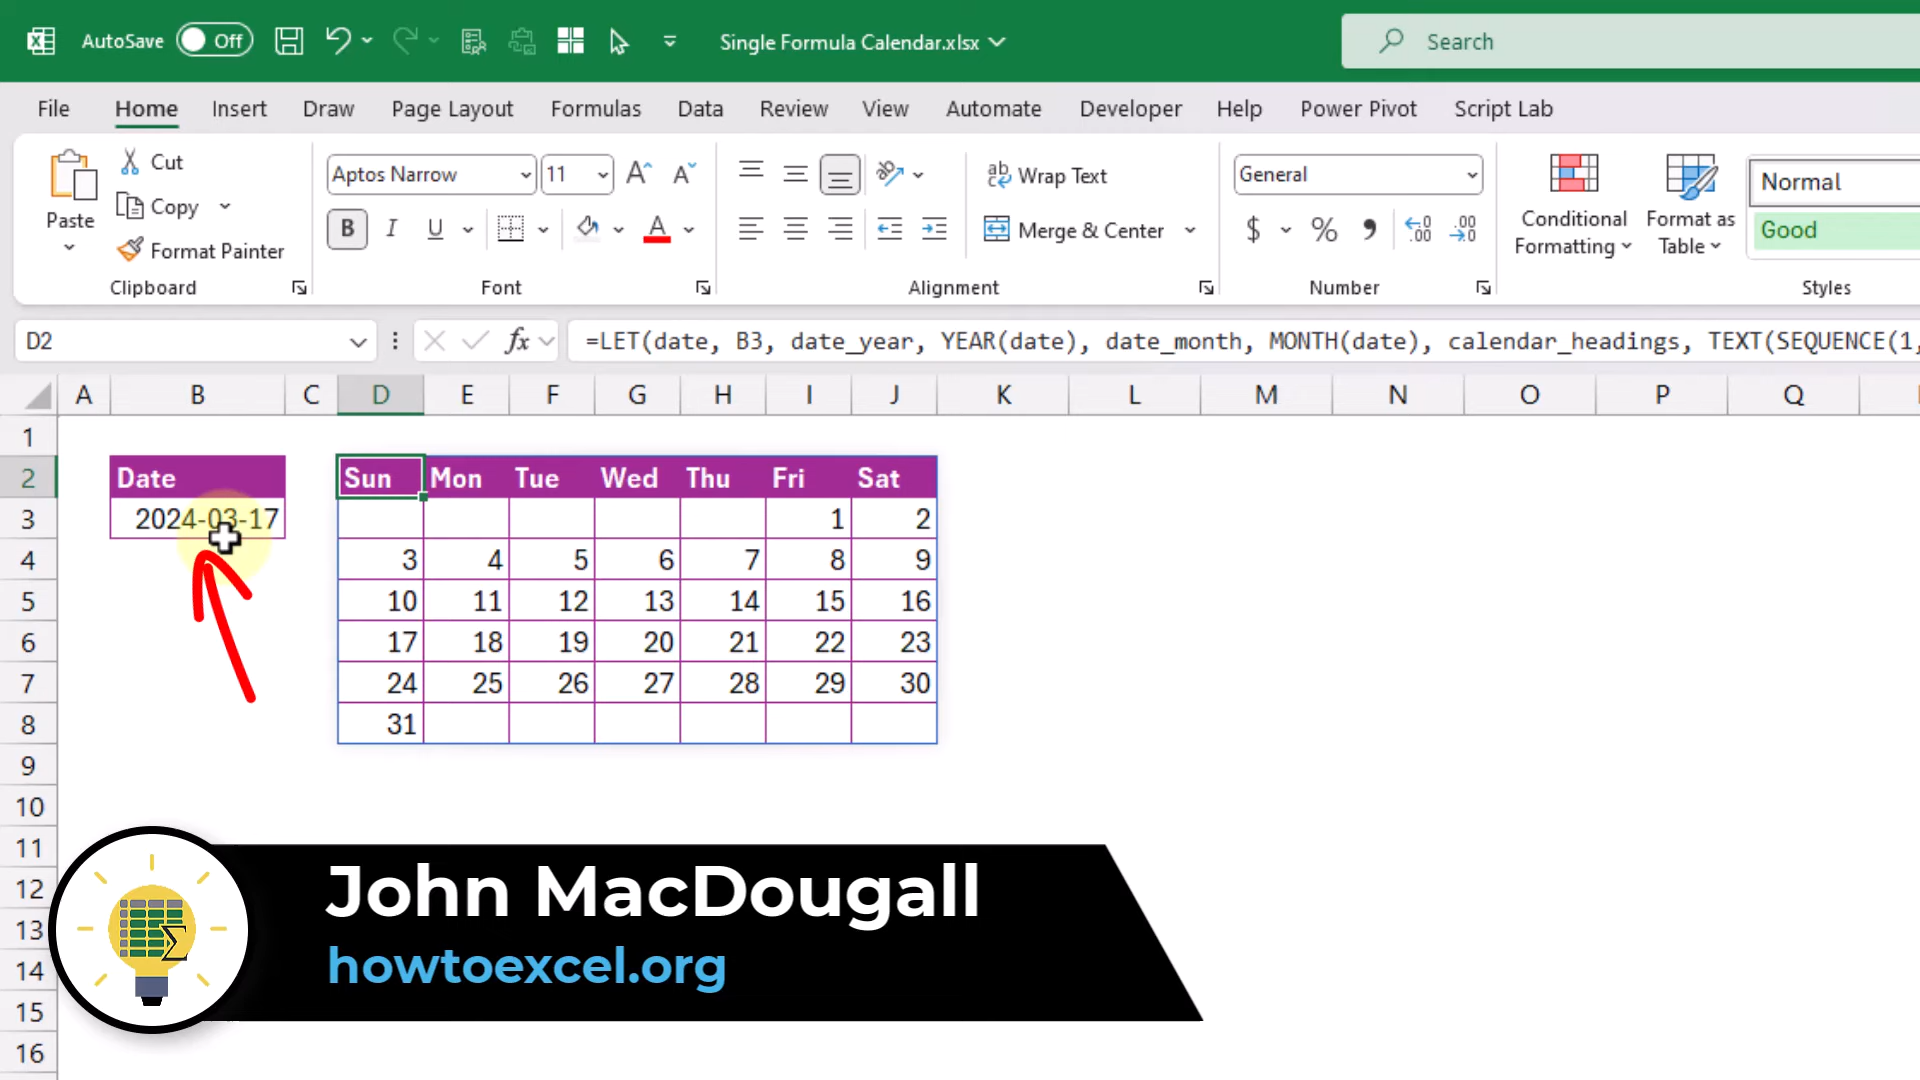 AutoSave Off Single Formula Calendar.xlsx Search
File Home Insert Draw Page Layout Formulas Data Review View Automate Developer Help Power Pivot Script Lab
Paste
Cut
Copy
Format Painter
Clipboard
Aptos Narrow 11 A A
B I U A
Font
ab Wrap Text
Merge & Center
Alignment
General
$ % 9 .00 .00
Number
Conditional Formatting
Format as Table
Normal
Good
Styles
D2 fx =LET(date, B3, date_year, YEAR(date), date_month, MONTH(date), calendar_headings, TEXT(SEQUENCE(1,
A B C D E F G H I J K L M N O P Q
1
2 Date Sun Mon Tue Wed Thu Fri Sat
3 2024-03-17 1 2
4 3 4 5 6 7 8 9
5 10 11 12 13 14 15 16
6 17 18 19 20 21 22 23
7 24 25 26 27 28 29 30
8 31
9
10
11
12
13
14
15
16
John MacDougall
howtoexcel.org